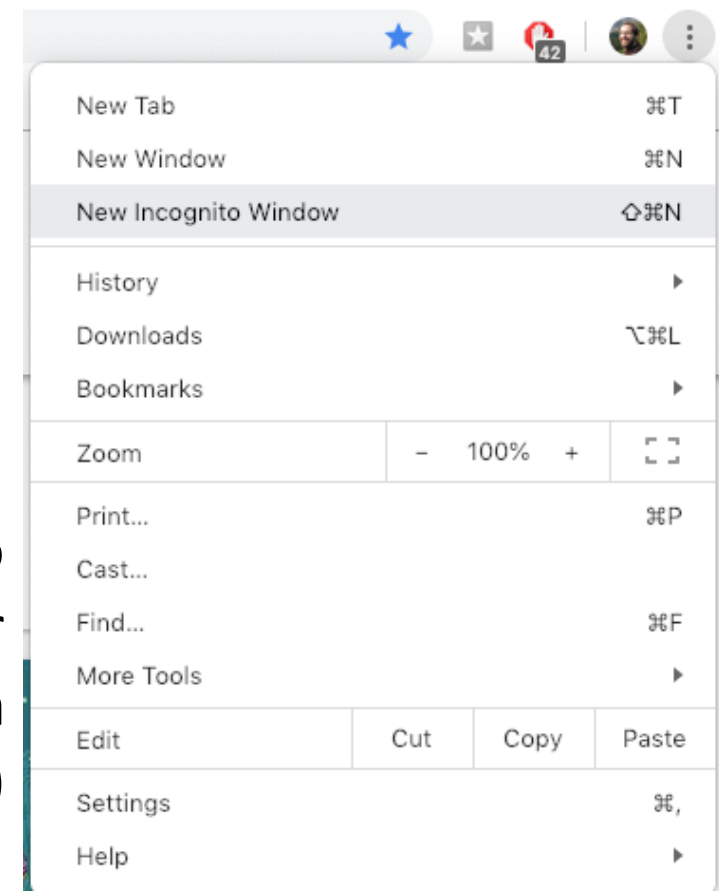 42
New Tab ⌘T
New Window ⌘N
New Incognito Window ⇧⌘N
History
Downloads ⌥⌘L
Bookmarks
Zoom - 100% +
Print... ⌘P
Cast...
Find... ⌘F
More Tools
Edit Cut Copy Paste
Settings ⌘,
Help